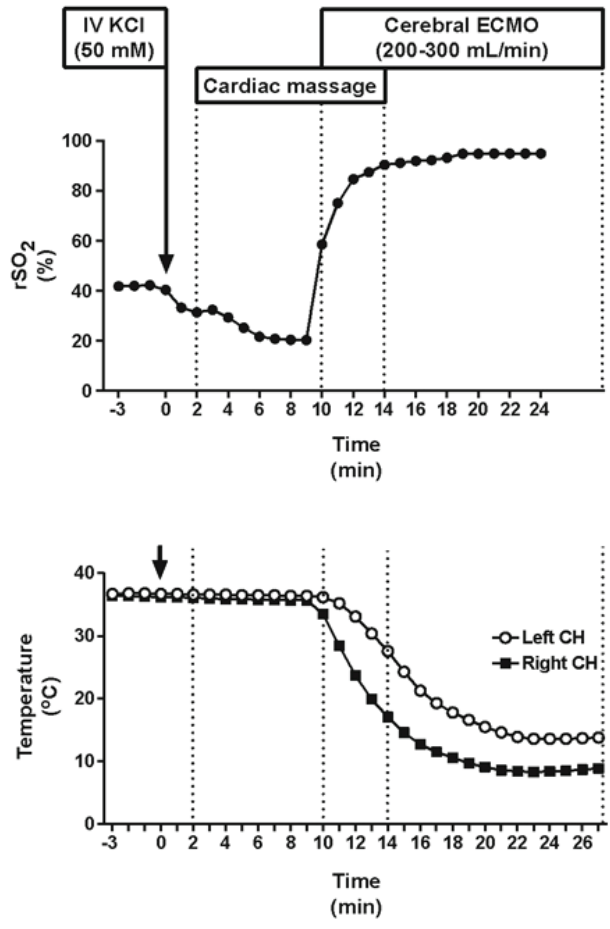 IV KCl
(50 mM)
Cerebral ECMO
(200-300 mL/min)
Cardiac massage
100
80
60
40
20
0
rSO2
(%)
-3 0 2 4 6 8 10 12 14 16 18 20 22 24
Time
(min)
40
30
20
10
0
Temperature
(ºC)
Left CH
Right CH
-3 0 2 4 6 8 10 12 14 16 18 20 22 24 26
Time
(min)